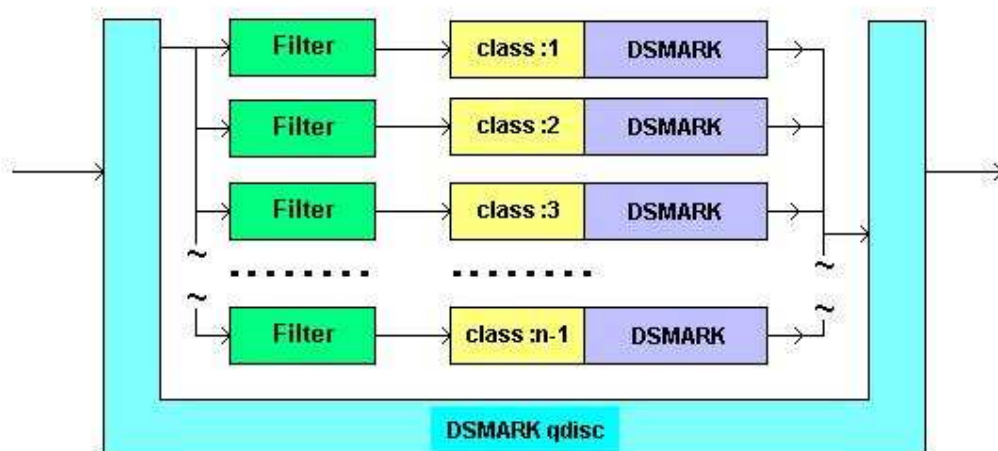 Filter class :1 DSMARK
Filter class :2 DSMARK
Filter class :3 DSMARK
Filter class :n-1 DSMARK
DSMARK qdisc